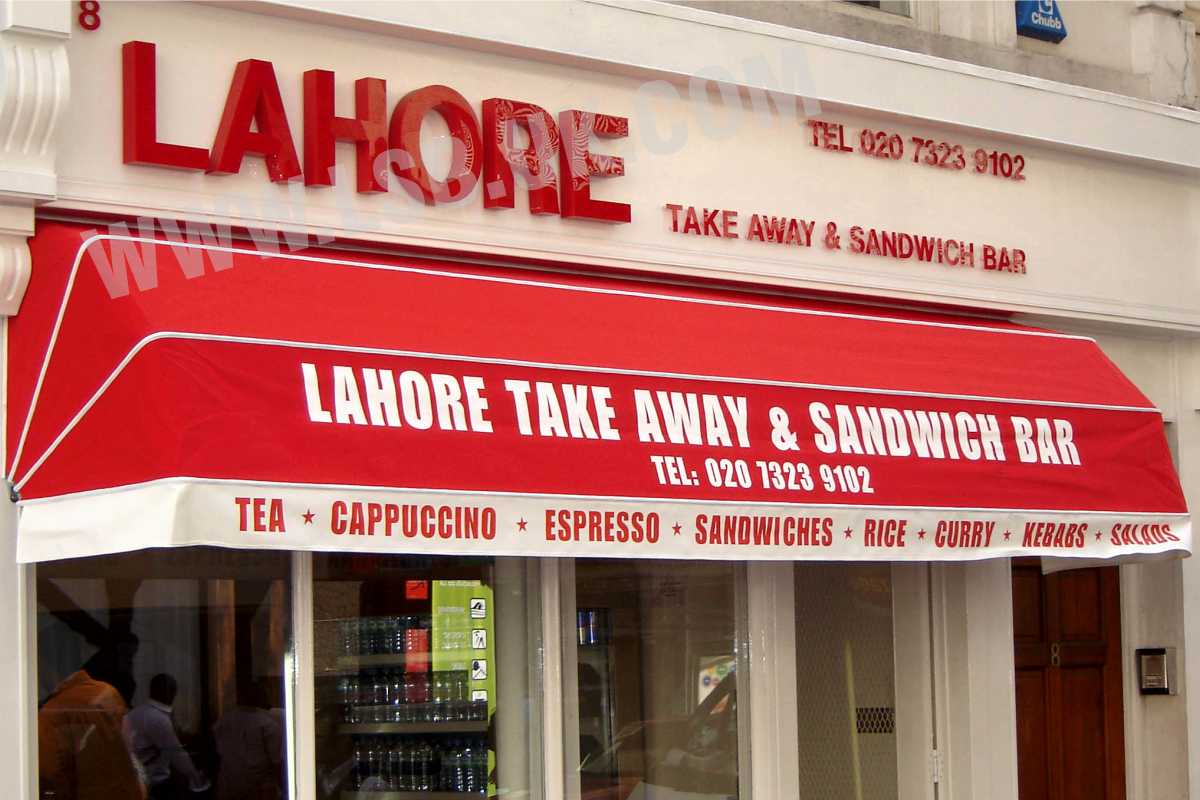 8
Chubb
LAHORE
TEL 020 7323 9102
TAKE AWAY & SANDWICH BAR
LAHORE TAKE AWAY & SANDWICH BAR
TEL: 020 7323 9102
TEA ★ CAPPUCCINO ★ ESPRESSO ★ SANDWICHES ★ RICE ★ CURRY ★ KEBABS ★ SALADS
8